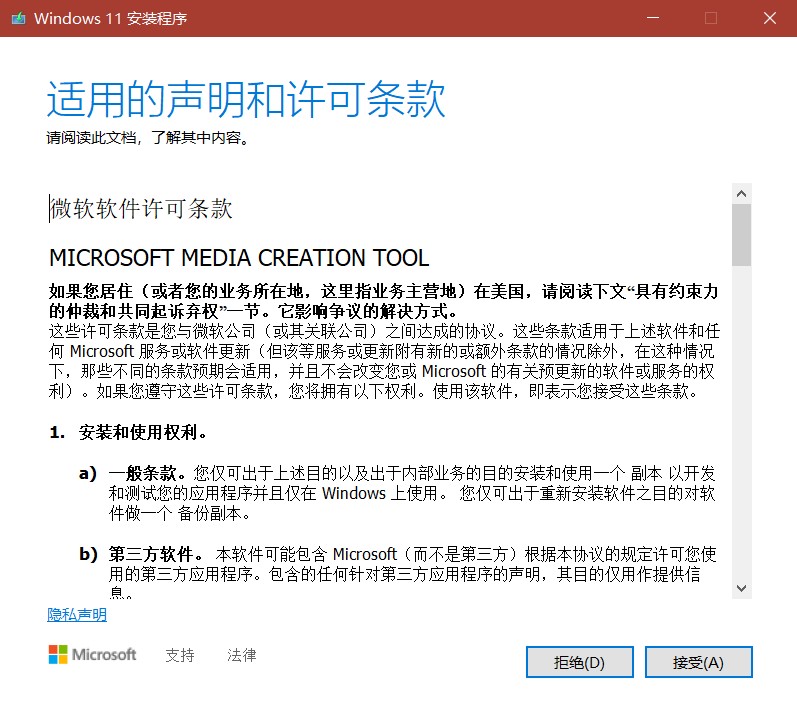 Windows 11 安装程序
适用的声明和许可条款
请阅读此文档，了解其中内容。
微软软件许可条款
MICROSOFT MEDIA CREATION TOOL
如果您居住（或者您的业务所在地，这里指业务主营地）在美国，请阅读下文“具有约束力
的仲裁和共同起诉弃权”一节。它影响争议的解决方式。
这些许可条款是您与微软公司（或其关联公司）之间达成的协议。这些条款适用于上述软件和任
何 Microsoft 服务或软件更新（但该等服务或更新附有新的或额外条款的情况除外，在这种情况
下，那些不同的条款预期会适用，并且不会改变您或 Microsoft 的有关预更新的软件或服务的权
利）。如果您遵守这些许可条款，您将拥有以下权利。使用该软件，即表示您接受这些条款。
1. 安装和使用权利。
a) 一般条款。您仅可出于上述目的以及出于内部业务的目的安装和使用一个 副本 以开发
和测试您的应用程序并且仅在 Windows 上使用。 您仅可出于重新安装软件之目的对软
件做一个 备份副本。
b) 第三方软件。 本软件可能包含 Microsoft（而不是第三方）根据本协议的规定许可您使
用的第三方应用程序。包含的任何针对第三方应用程序的声明，其目的仅用作提供信
息。
隐私声明
Microsoft 支持 法律 拒绝(D) 接受(A)